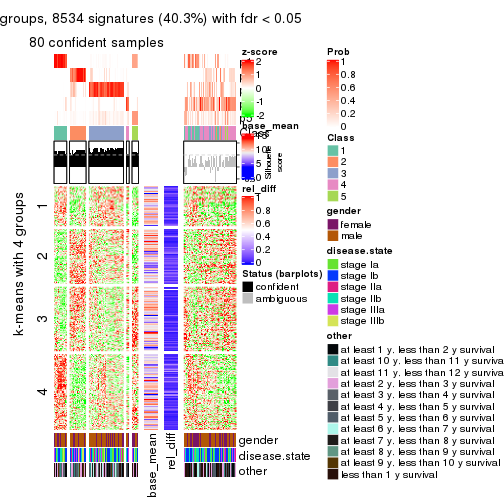 groups, 8534 signatures (40.3%) with fdr < 0.05
80 confident samples
k-means with 4 groups
1
2
3
4
z-score
2
1
0
-1
-2
base_mean
10
5
0
Silhouette
score
rel_diff
1
0.8
0.6
0.4
0.2
0
Status (barplots)
confident
ambiguous
gender
disease.state
other
base_mean
rel_diff
Prob
1
0.8
0.6
0.4
0.2
0
Class
1
2
3
4
5
gender
female
male
disease.state
stage Ia
stage Ib
stage IIa
stage IIb
stage IIIa
stage IIIb
other
at least 1 y. less than 2 y survival
at least 10 y. less than 11 y survival
at least 11 y. less than 12 y survival
at least 2 y. less than 3 y survival
at least 3 y. less than 4 y survival
at least 4 y. less than 5 y survival
at least 5 y. less than 6 y survival
at least 6 y. less than 7 y survival
at least 7 y. less than 8 y survival
at least 8 y. less than 9 y survival
at least 9 y. less than 10 y survival
less than 1 y survival